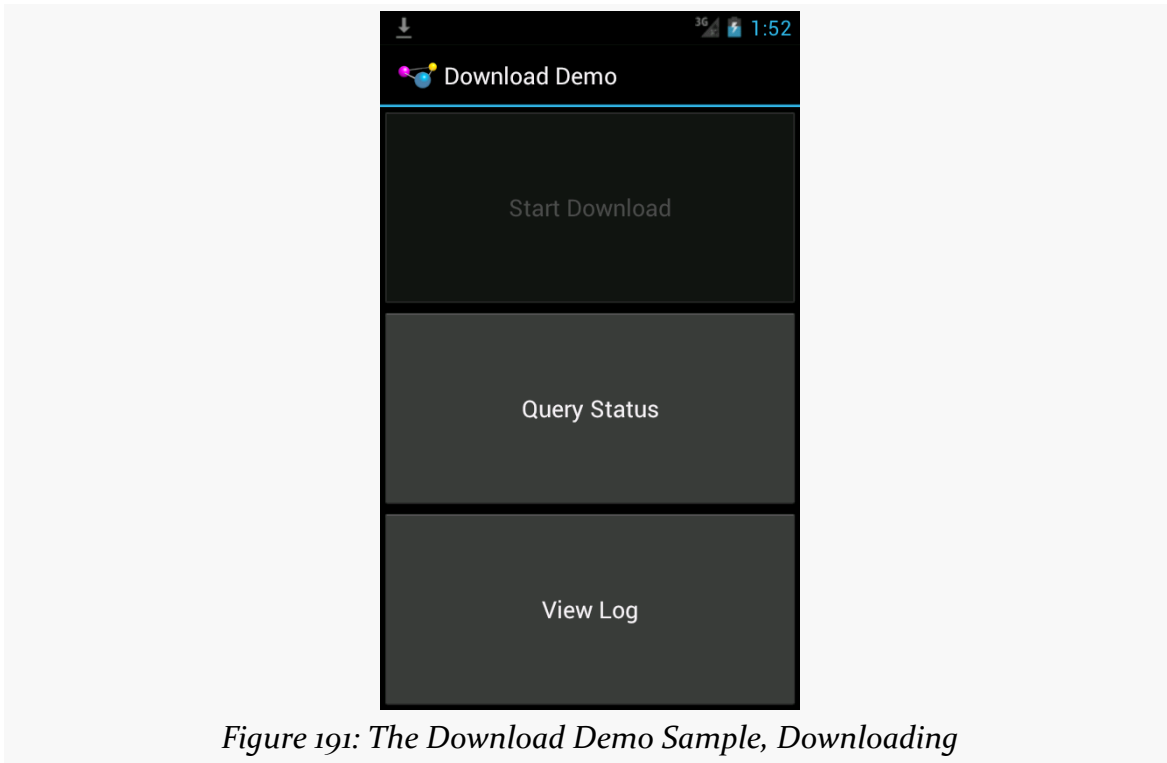 3G 1:52
Download Demo
Start Download
Query Status
View Log
Figure 191: The Download Demo Sample, Downloading